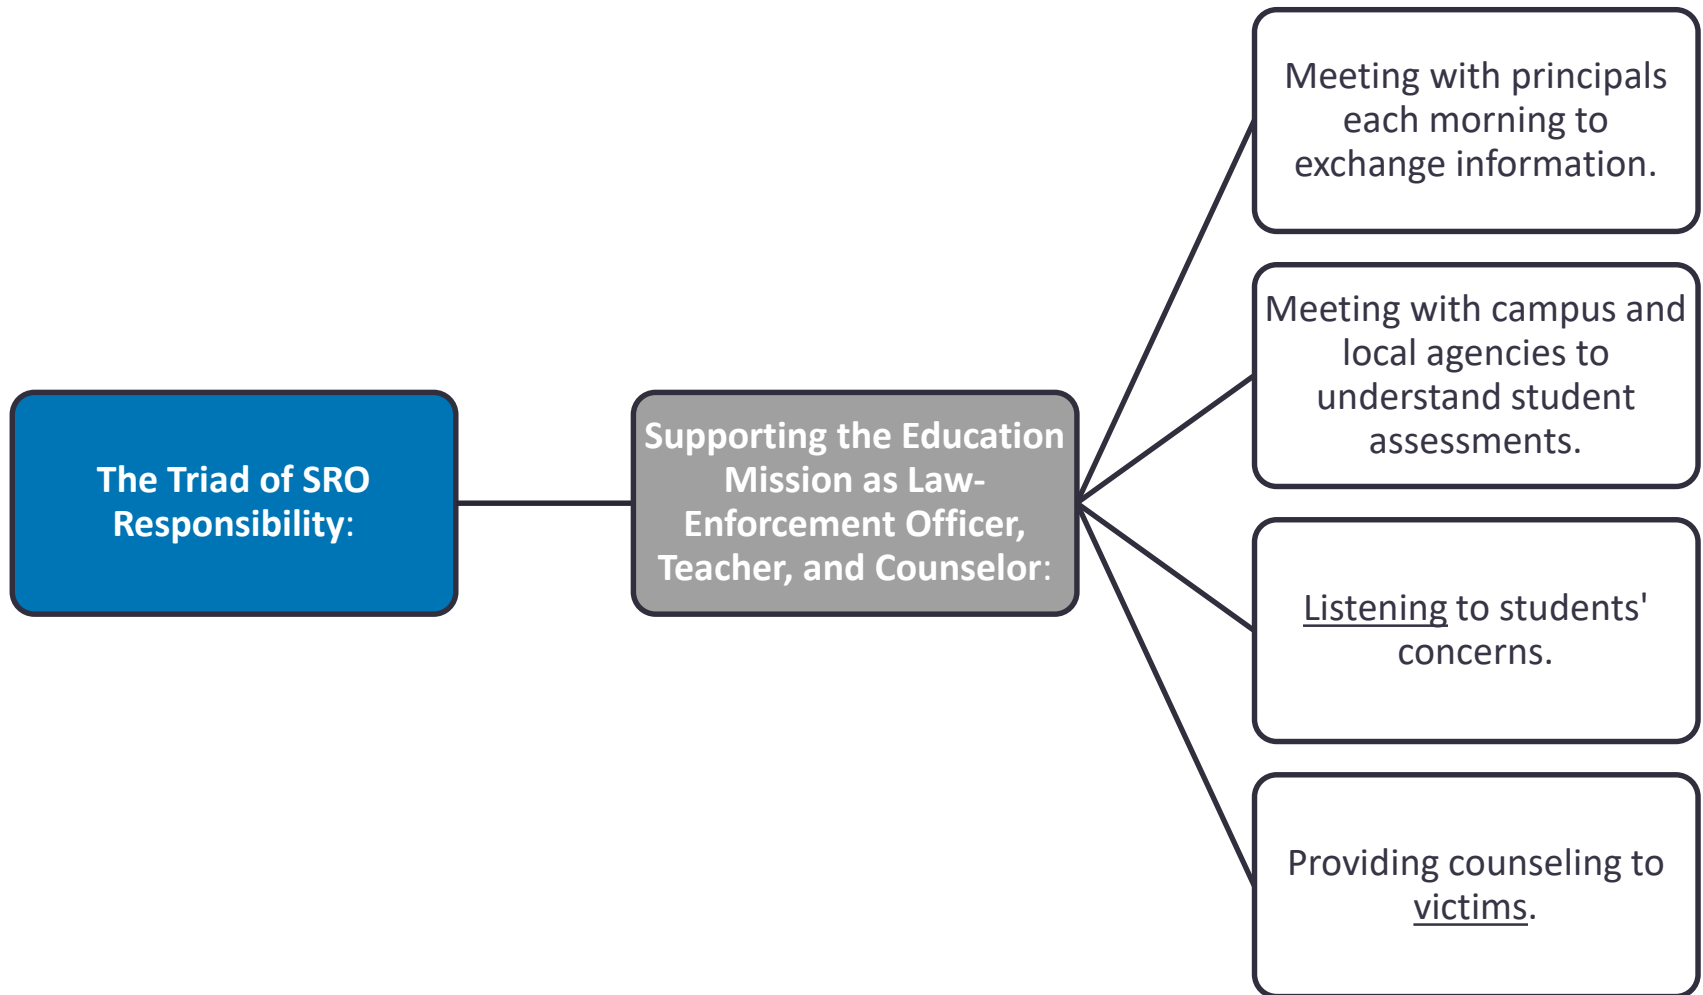 The Triad of SRO
Responsibility:
Supporting the Education
Mission as Law-
Enforcement Officer,
Teacher, and Counselor:
Meeting with principals
each morning to
exchange information.
Meeting with campus and
local agencies to
understand student
assessments.
Listening to students'
concerns.
Providing counseling to
victims.